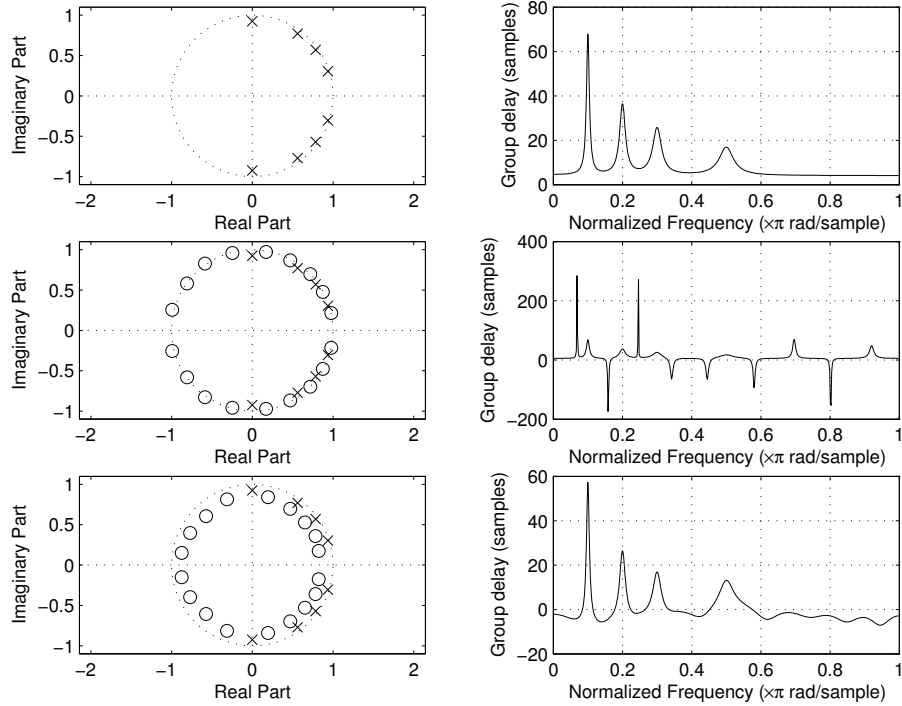 −2 −1 0 1 2
−1
−0.5
0
0.5
1
Real Part
Imaginary Part
0 0.2 0.4 0.6 0.8 1
0
20
40
60
80
Normalized Frequency (×π rad/sample)
Group delay (samples)
−2 −1 0 1 2
−1
−0.5
0
0.5
1
Real Part
Imaginary Part
0 0.2 0.4 0.6 0.8 1
−200
0
200
400
Normalized Frequency (×π rad/sample)
Group delay (samples)
−2 −1 0 1 2
−1
−0.5
0
0.5
1
Real Part
Imaginary Part
0 0.2 0.4 0.6 0.8 1
−20
0
20
40
60
Normalized Frequency (×π rad/sample)
Group delay (samples)